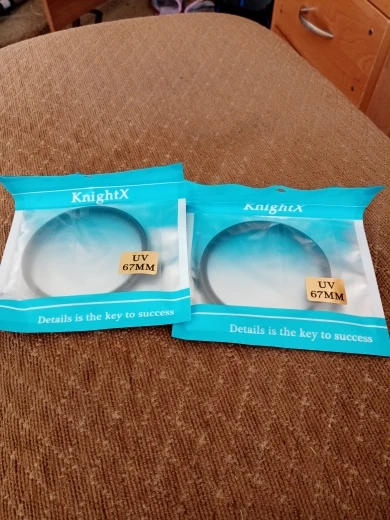 KnightX
UV
67MM
Details is the key to success
KnightX
UV
67MM
Details is the key to success